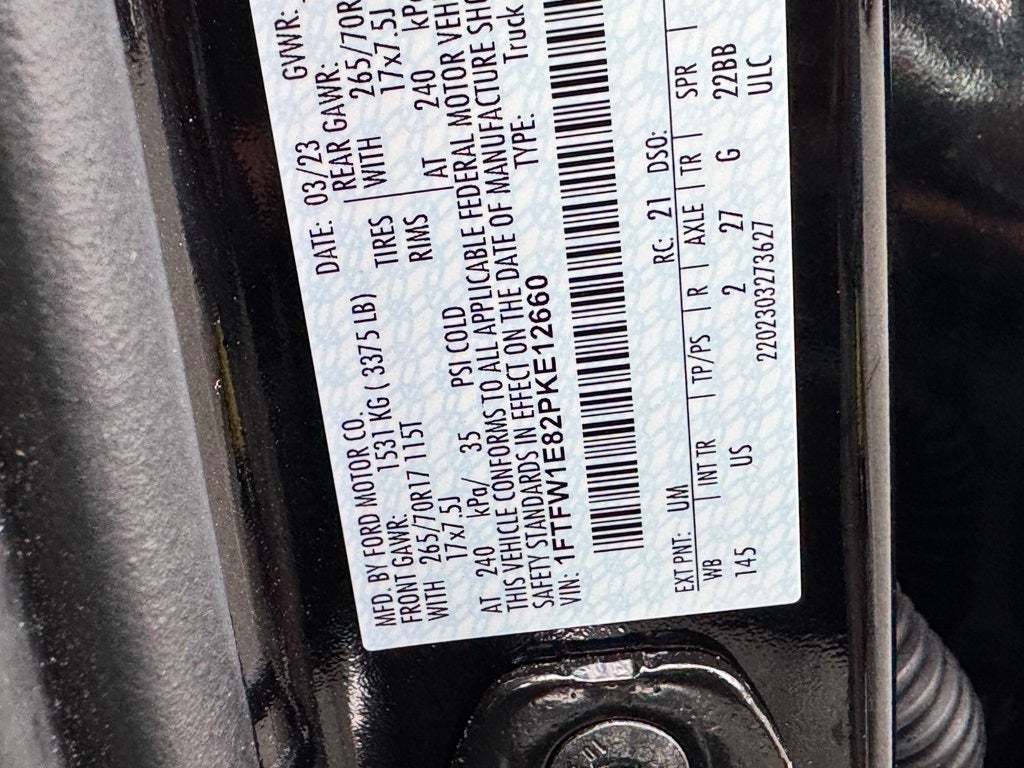 MFD. BY FORD MOTOR CO. DATE: 03/23 GVWR:
FRONT GAWR: 1531 KG ( 3375 LB) REAR GAWR:
WITH 265/70R17 115T TIRES WITH 265/70R
17x7.5J RIMS 17x7.5J
AT 240 kPa/ 35 PSI COLD AT 240 kPa
THIS VEHICLE CONFORMS TO ALL APPLICABLE FEDERAL MOTOR VEH
SAFETY STANDARDS IN EFFECT ON THE DATE OF MANUFACTURE SHO
VIN: 1FTFW1E82PKE12660 TYPE: Truck
EXT PNT: UM RC: 21 DSO:
WB INT TR TP/PS R AXLE TR SPR
145 US 2 27 G 22BB
2202303273627 ULC